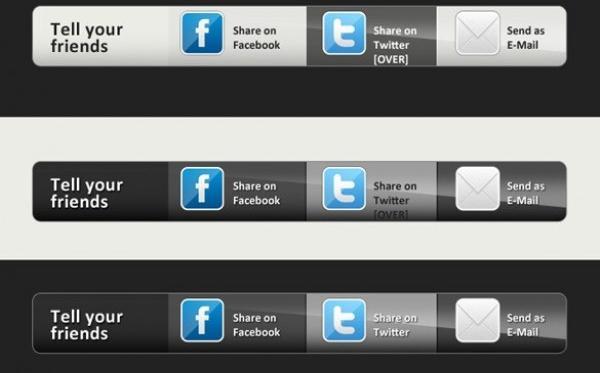 Tell your
friends
Share on
Facebook
Share on
Twitter
[OVER]
Send as
E-Mail
Tell your
friends
Share on
Facebook
Share on
Twitter
[OVER]
Send as
E-Mail
Tell your
friends
Share on
Facebook
Share on
Twitter
Send as
E-Mail